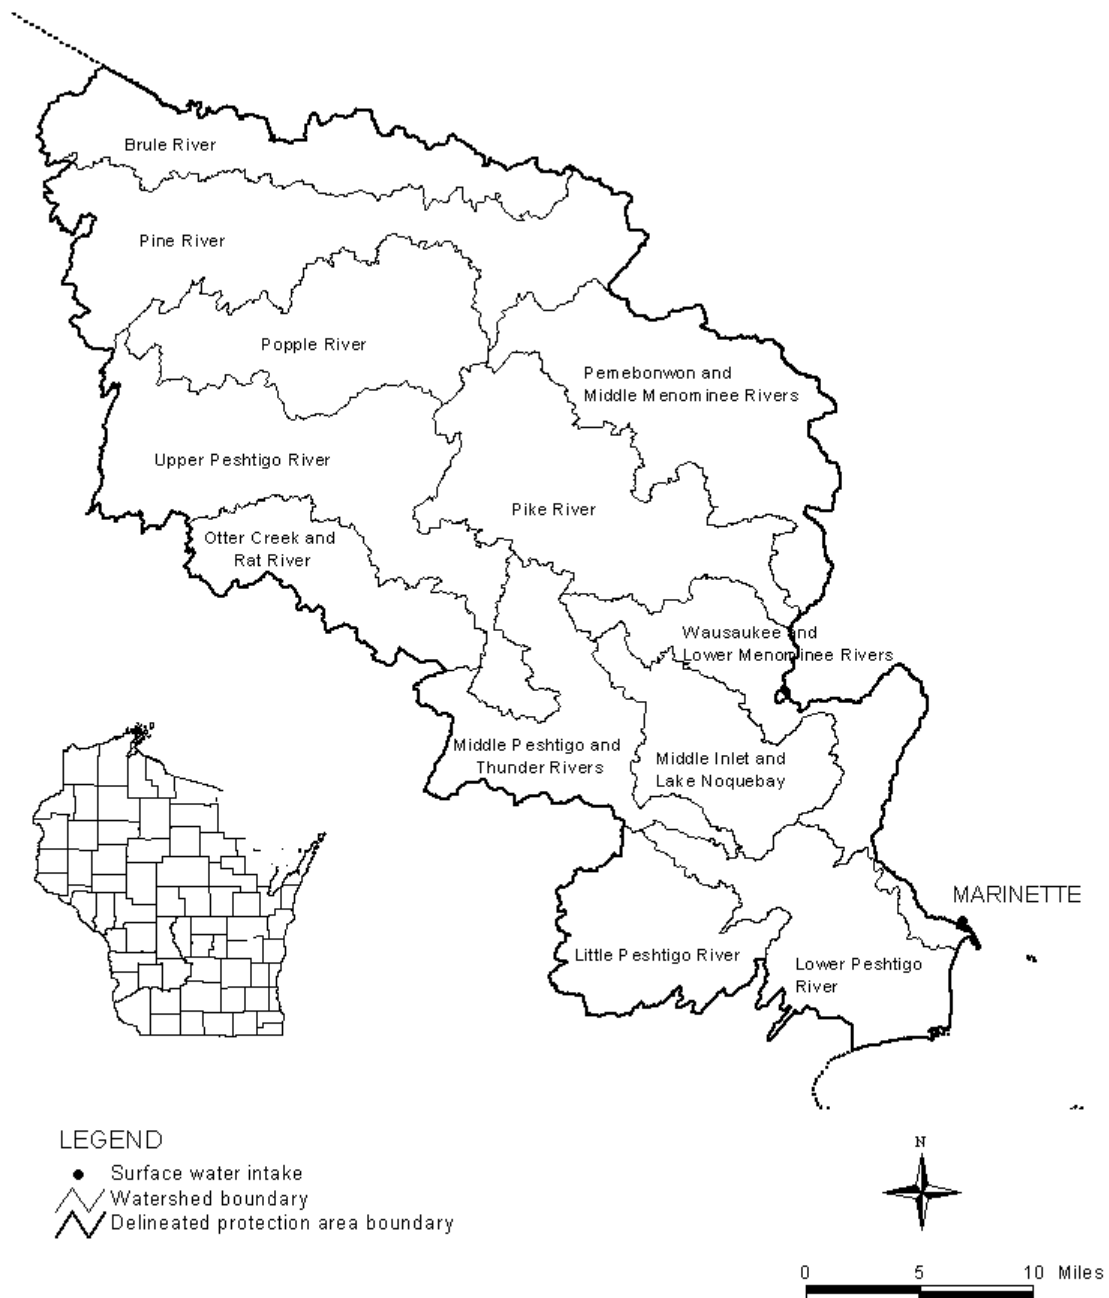 Brule River
Pine River
Popple River
Pemebonwon and
Middle Menominee Rivers
Upper Peshtigo River
Pike River
Otter Creek and
Rat River
Wausaukee and
Lower Menominee Rivers
Middle Peshtigo and
Thunder Rivers
Middle Inlet and
Lake Noquebay
MARINETTE
Little Peshtigo River
Lower Peshtigo
River
LEGEND
Surface water intake
Watershed boundary
Delineated protection area boundary
N
0 5 10 Miles